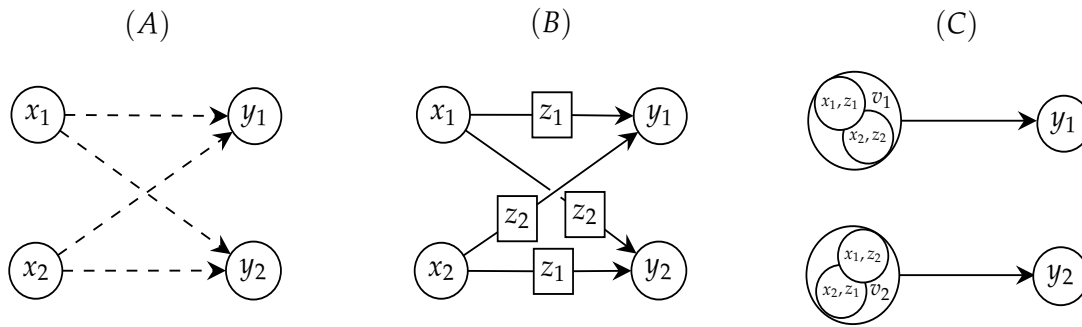 (A) (B) (C)
x₁ y₁ x₁ z₁ y₁ x₁, z₁ v₁ y₁
x₂, z₂
z₂ z₂
x₂ y₂ x₂ z₁ y₂ x₁, z₂ y₂
x₂, z₁ v₂